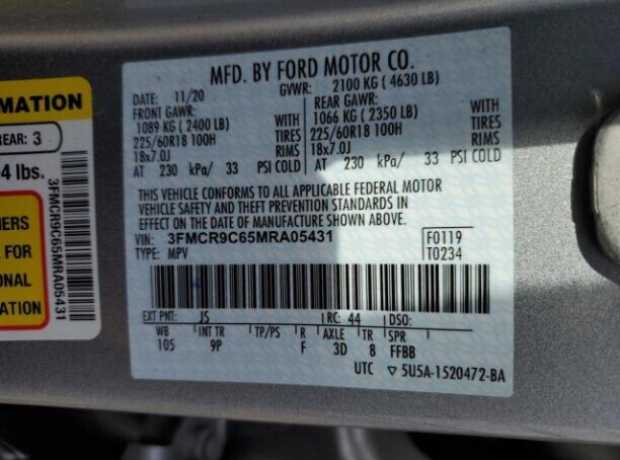 RMATION
REAR: 3
4 lbs.
3FMCR9C65MRA05431
MFD. BY FORD MOTOR CO.
DATE: 11/20
GVWR: 2100 KG ( 4630 LB)
FRONT GAWR:
1089 KG ( 2400 LB)
225/60R18 100H
18x7.0J
WITH
TIRES
RIMS
AT 230 kPa/ 33 PSI COLD
REAR GAWR:
1066 KG ( 2350 LB)
225/60R18 100H
18x7.0J
WITH
TIRES
RIMS
AT 230 kPa/ 33 PSI COLD
THIS VEHICLE CONFORMS TO ALL APPLICABLE FEDERAL MOTOR
VEHICLE SAFETY AND THEFT PREVENTION STANDARDS IN
EFFECT ON THE DATE OF MANUFACTURE SHOWN ABOVE.
VIN: 3FMCR9C65MRA05431
TYPE: MPV
F0119
T0234
EXT PNT: JS RC: 44 DSO:
WB INT TR TP/PS R AXLE TR SPR
105 9P F 3D 8 FFBB
UTC ▽ 5U5A-1520472-BA
IERS
FOR
ONAL
ATION